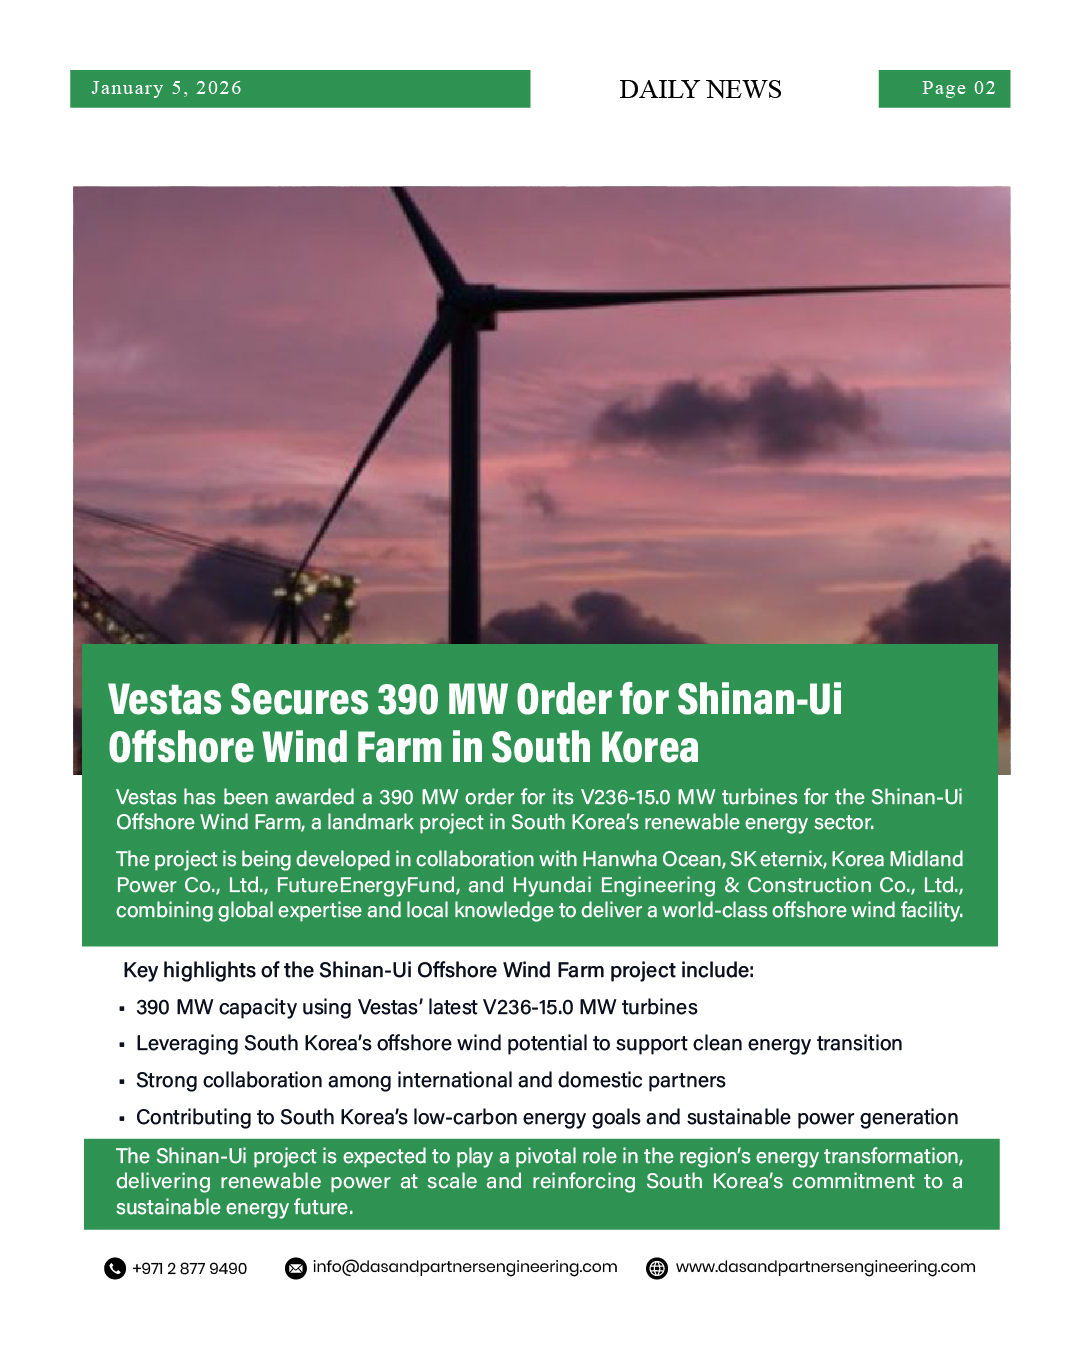 January 5, 2026
DAILY NEWS
Page 02
Vestas Secures 390 MW Order for Shinan-Ui
Offshore Wind Farm in South Korea
Vestas has been awarded a 390 MW order for its V236-15.0 MW turbines for the Shinan-Ui
Offshore Wind Farm, a landmark project in South Korea’s renewable energy sector.
The project is being developed in collaboration with Hanwha Ocean, SK eternix, Korea Midland
Power Co., Ltd., FutureEnergyFund, and Hyundai Engineering & Construction Co., Ltd.,
combining global expertise and local knowledge to deliver a world-class offshore wind facility.
Key highlights of the Shinan-Ui Offshore Wind Farm project include:
▪ 390 MW capacity using Vestas’ latest V236-15.0 MW turbines
▪ Leveraging South Korea’s offshore wind potential to support clean energy transition
▪ Strong collaboration among international and domestic partners
▪ Contributing to South Korea’s low-carbon energy goals and sustainable power generation
The Shinan-Ui project is expected to play a pivotal role in the region’s energy transformation,
delivering renewable power at scale and reinforcing South Korea’s commitment to a
sustainable energy future.
+971 2 877 9490
info@dasandpartnersengineering.com
www.dasandpartnersengineering.com